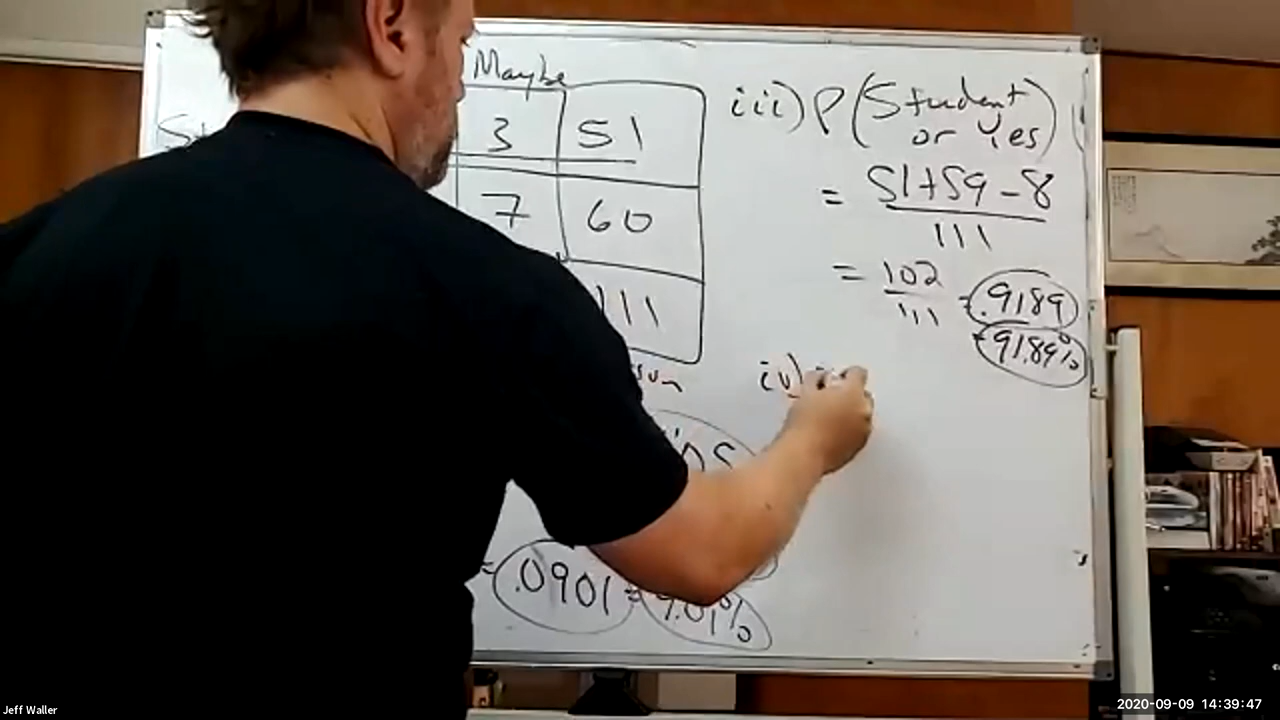 Maybe
3 51
7 60
111
iii) P(Student
or Yes)
= 51+59-8
111
= 102
111
= .9189
= 91.89%
iv)
= .0901 = 9.01%
Jeff Waller
2020-09-09 14:39:47